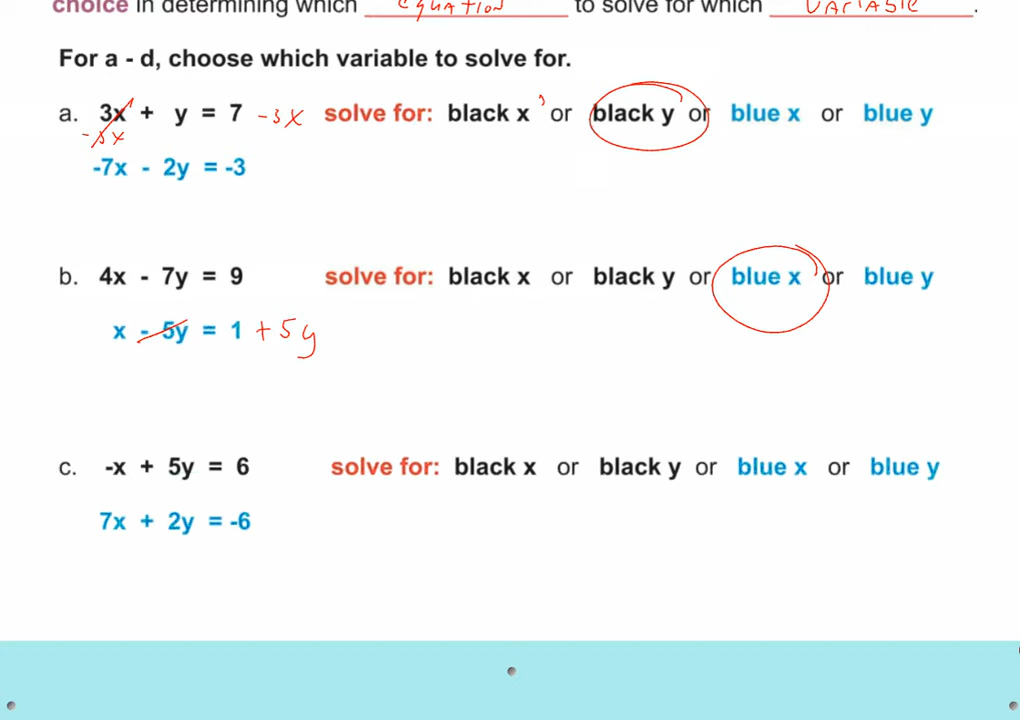 choice in determining which equation to solve for which variable.
For a - d, choose which variable to solve for.
a. 3x + y = 7 -3x solve for: black x or black y or blue x or blue y
-3x
-7x - 2y = -3
b. 4x - 7y = 9 solve for: black x or black y or blue x or blue y
x - 5y = 1 + 5y
c. -x + 5y = 6 solve for: black x or black y or blue x or blue y
7x + 2y = -6